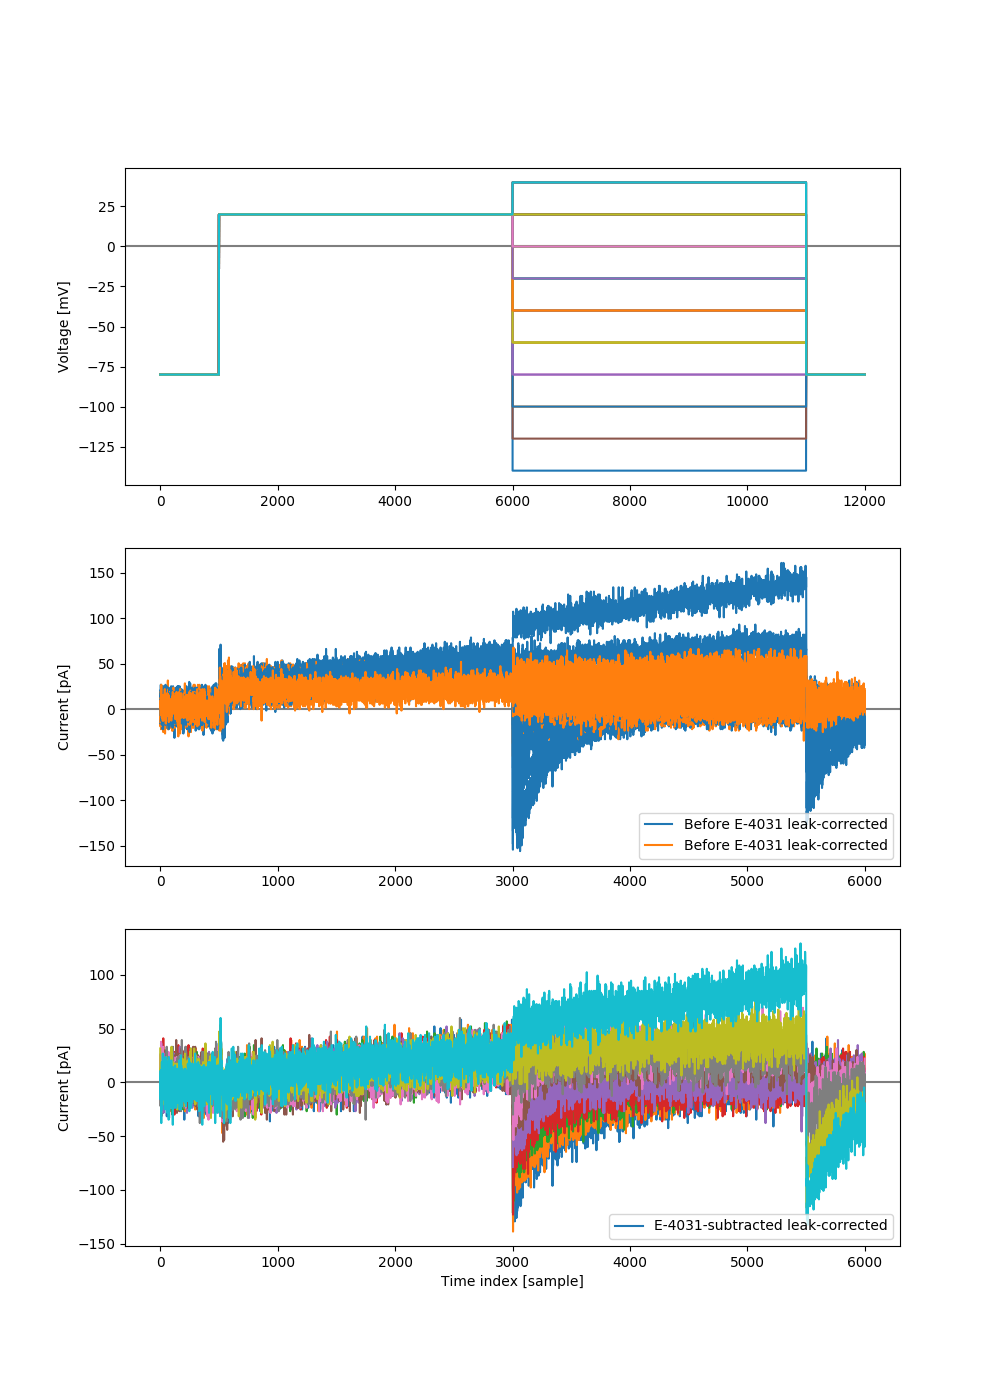 25
0
−25
−50
−75
−100
−125
Voltage [mV]
0 2000 4000 6000 8000 10000 12000
150
100
50
0
−50
−100
−150
Current [pA]
Before E-4031 leak-corrected
Before E-4031 leak-corrected
0 1000 2000 3000 4000 5000 6000
100
50
0
−50
−100
−150
Current [pA]
E-4031-subtracted leak-corrected
0 1000 2000 3000 4000 5000 6000
Time index [sample]